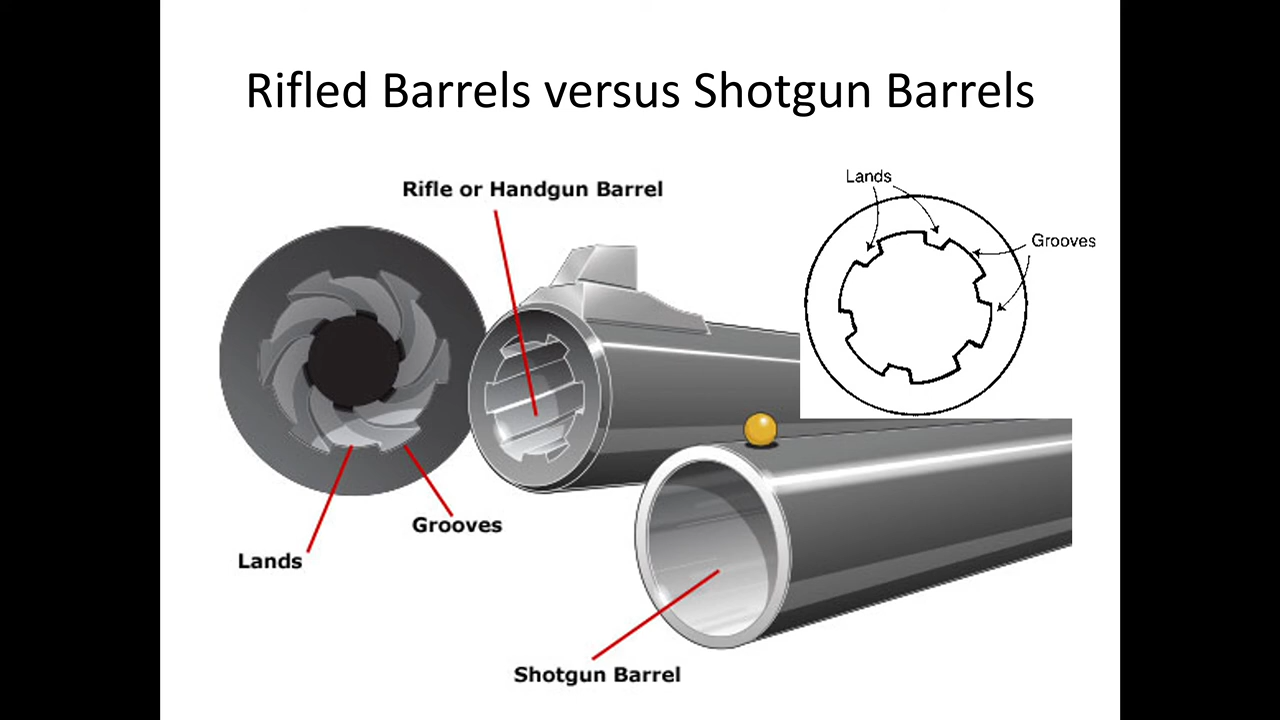 Rifled Barrels versus Shotgun Barrels
Lands
Rifle or Handgun Barrel
Grooves
Grooves
Lands
Shotgun Barrel